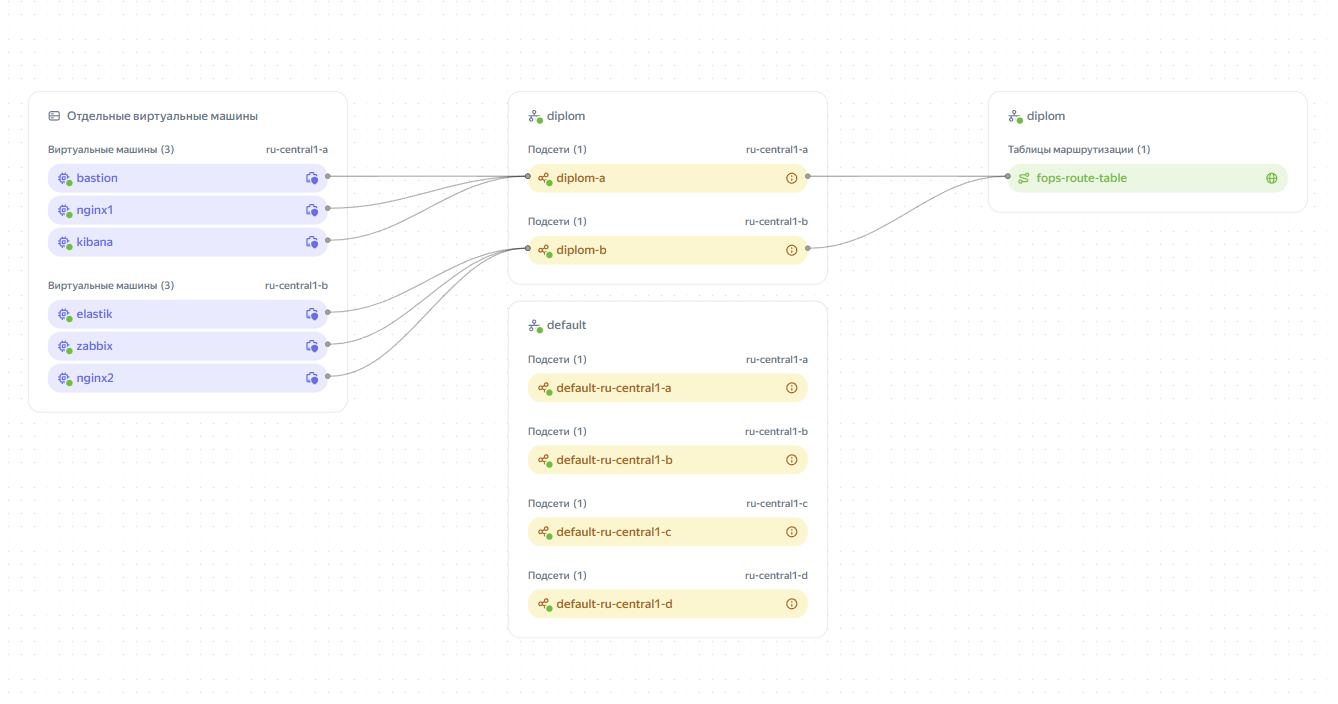 Отдельные виртуальные машины
Виртуальные машины (3) ru-central1-a
bastion
nginx1
kibana
Виртуальные машины (3) ru-central1-b
elastik
zabbix
nginx2
diplom
Подсети (1) ru-central1-a
diplom-a
Подсети (1) ru-central1-b
diplom-b
default
Подсети (1) ru-central1-a
default-ru-central1-a
Подсети (1) ru-central1-b
default-ru-central1-b
Подсети (1) ru-central1-c
default-ru-central1-c
Подсети (1) ru-central1-d
default-ru-central1-d
diplom
Таблицы маршрутизации (1)
fops-route-table